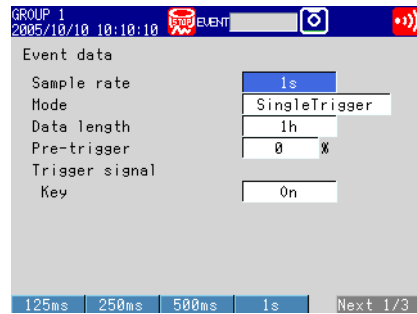 GROUP 1
2005/10/10 10:10:10 STOP EVENT
Event data
Sample rate 1s
Mode SingleTrigger
Data length 1h
Pre-trigger 0 %
Trigger signal
Key On
125ms 250ms 500ms 1s Next 1/3